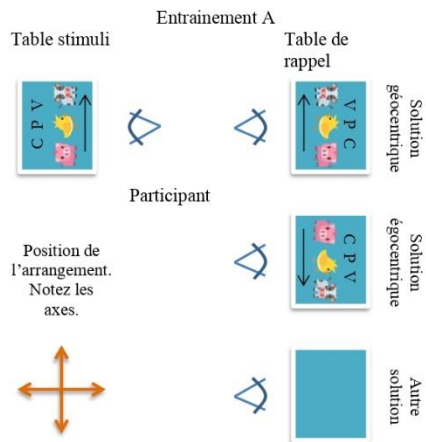 Entrainement A
Table stimuli
Table de
rappel
C P V
V P C
Solution
géocentrique
Participant
C P V
Solution
égocentrique
Position de
l'arrangement.
Notez les
axes.
Autre
solution